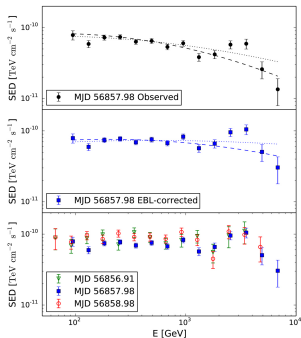 10⁻¹⁰
10⁻¹¹
SED [TeV cm⁻² s⁻¹]
MJD 56857.98 Observed
10⁻¹⁰
10⁻¹¹
SED [TeV cm⁻² s⁻¹]
MJD 56857.98 EBL-corrected
10⁻¹⁰
10⁻¹¹
SED [TeV cm⁻² s⁻¹]
MJD 56856.91
MJD 56857.98
MJD 56858.98
10² 10³ 10⁴
E [GeV]